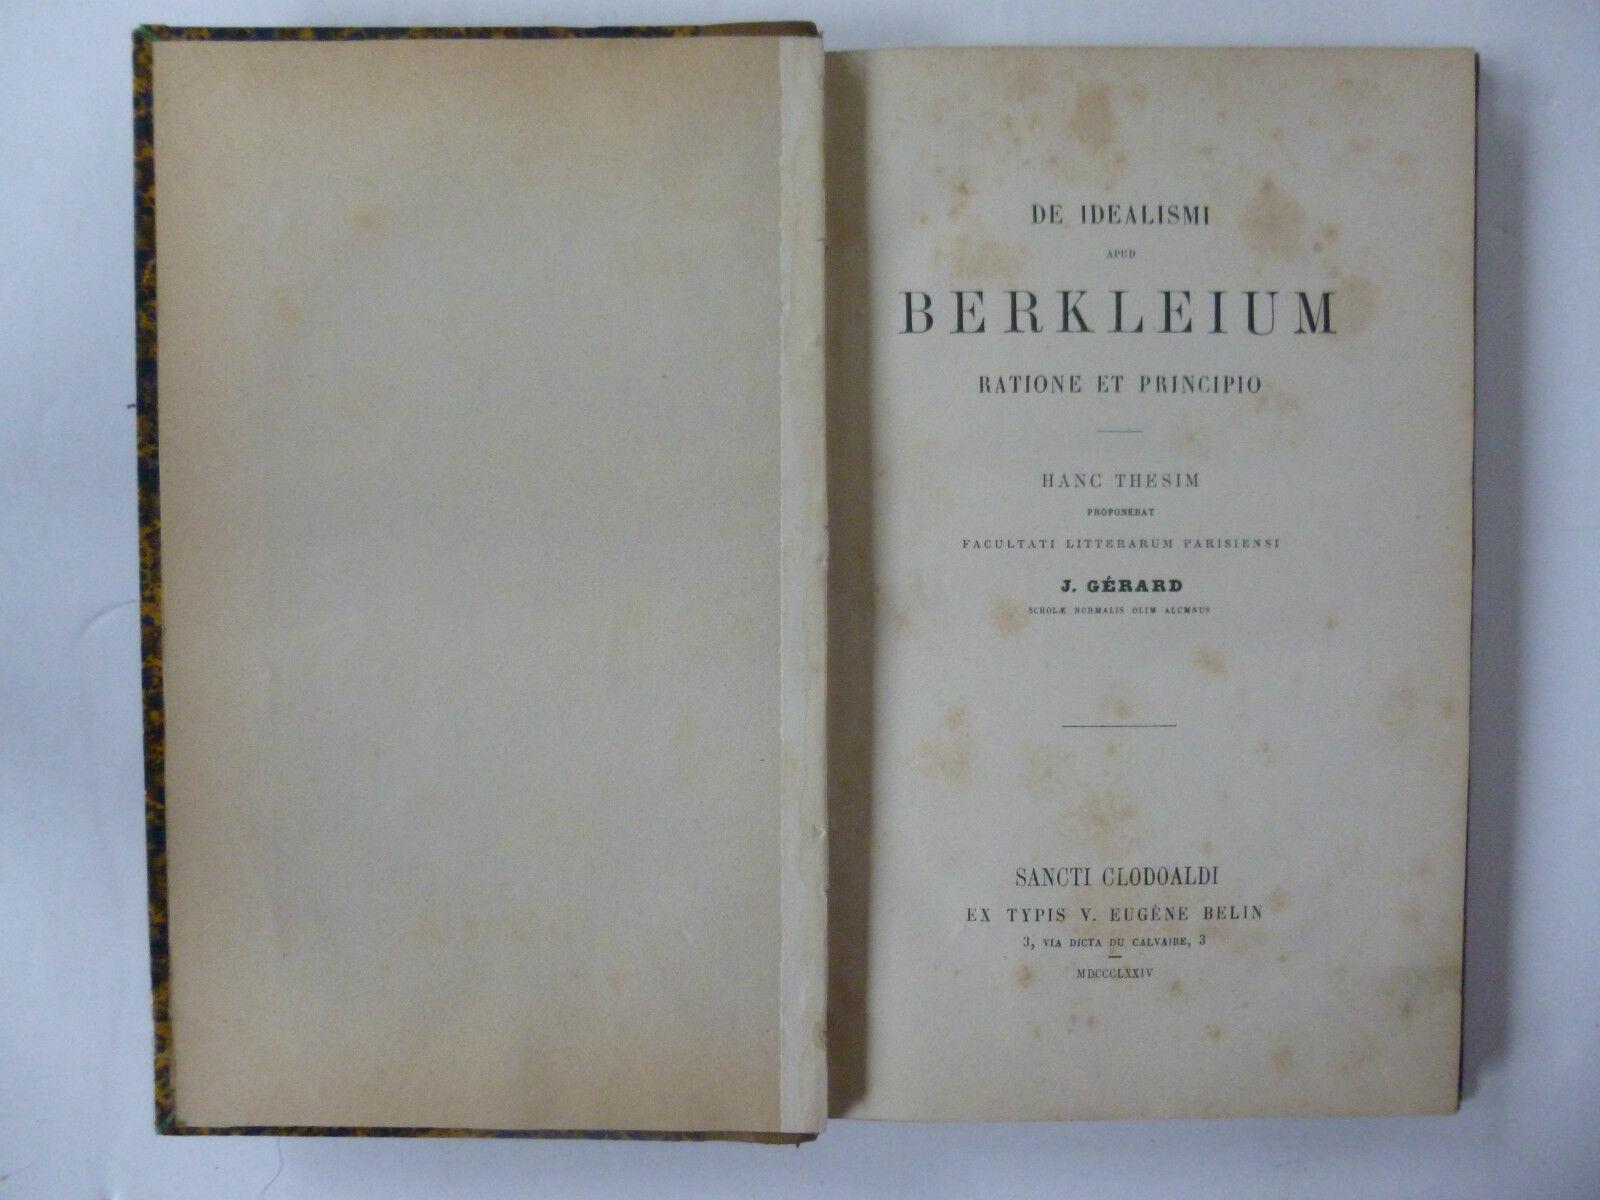 DE IDEALISMI
APUD
BERKLEIUM
RATIONE ET PRINCIPIO
HANC THESIM
PROPONEBAT
FACULTATI LITTERARUM PARISIENSI
J. GÉRARD
SCHOLÆ NORMALIS OLIM ALUMNUS
SANCTI CLODOALDI
EX TYPIS V. EUGÈNE BELIN
3, VIA DICTA DU CALVAIRE, 3
MDCCCLXXIV